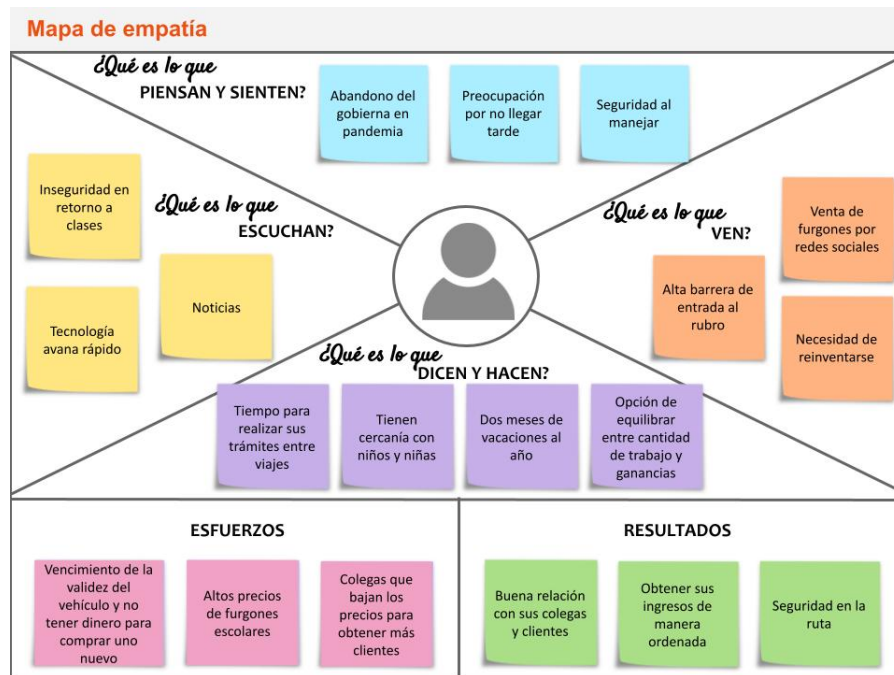 Mapa de empatía
¿Qué es lo que
PIENSAN Y SIENTEN?
Abandono del
gobierna en
pandemia
Preocupación
por no llegar
tarde
Seguridad al
manejar
Inseguridad en
retorno a
clases
¿Qué es lo que
ESCUCHAN?
Tecnología
avana rápido
Noticias
¿Qué es lo que
VEN?
Venta de
furgones por
redes sociales
Alta barrera de
entrada al
rubro
Necesidad de
reinventarse
¿Qué es lo que
DICEN Y HACEN?
Tiempo para
realizar sus
trámites entre
viajes
Tienen
cercanía con
niños y niñas
Dos meses de
vacaciones al
año
Opción de
equilibrar
entre cantidad
de trabajo y
ganancias
ESFUERZOS
Vencimiento de la
validez del
vehículo y no
tener dinero para
comprar uno
nuevo
Altos precios
de furgones
escolares
Colegas que
bajan los
precios para
obtener más
clientes
RESULTADOS
Buena relación
con sus colegas
y clientes
Obtener sus
ingresos de
manera
ordenada
Seguridad en la
ruta